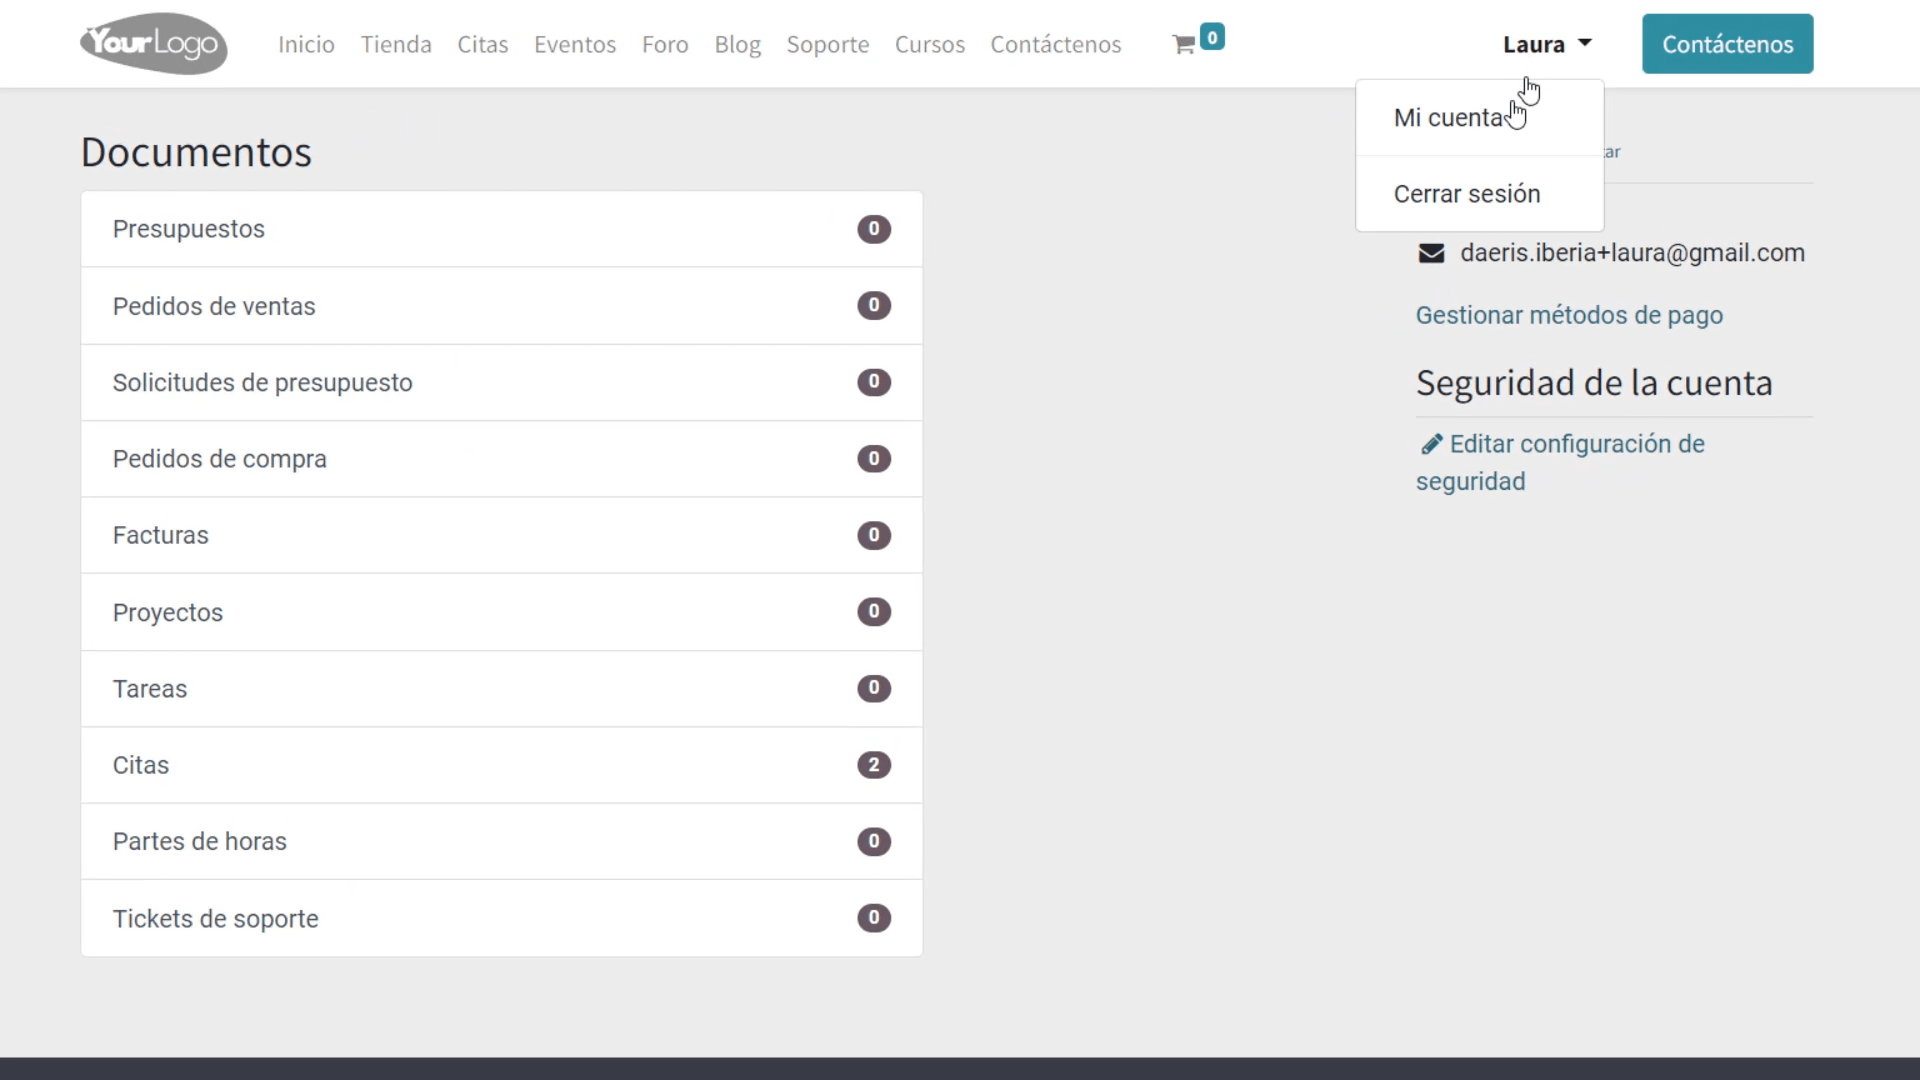 YourLogo
Inicio Tienda Citas Eventos Foro Blog Soporte Cursos Contáctenos 0 Laura Contáctenos
Mi cuenta
Cerrar sesión
Documentos
Presupuestos 0
Pedidos de ventas 0
Solicitudes de presupuesto 0
Pedidos de compra 0
Facturas 0
Proyectos 0
Tareas 0
Citas 2
Partes de horas 0
Tickets de soporte 0
daeris.iberia+laura@gmail.com
Gestionar métodos de pago
Seguridad de la cuenta
Editar configuración de
seguridad